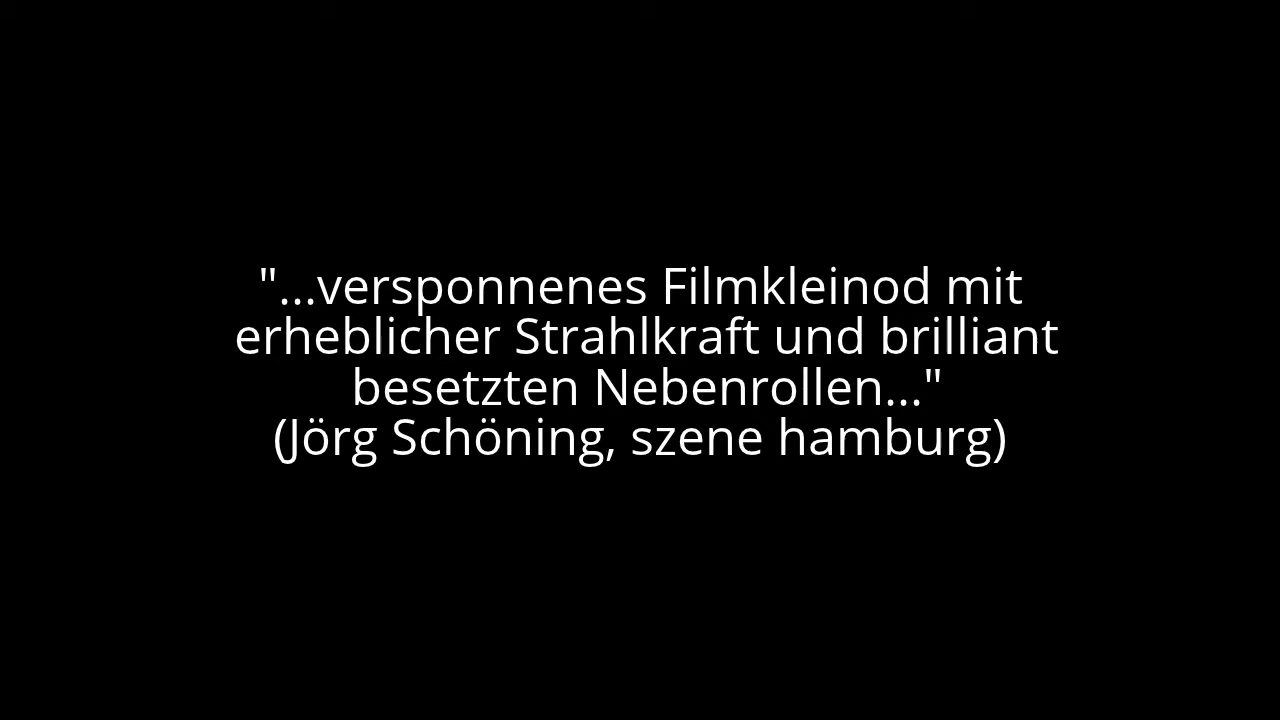 "...versponnenes Filmkleinod mit
erheblicher Strahlkraft und brilliant
besetzten Nebenrollen..."
(Jörg Schöning, szene hamburg)